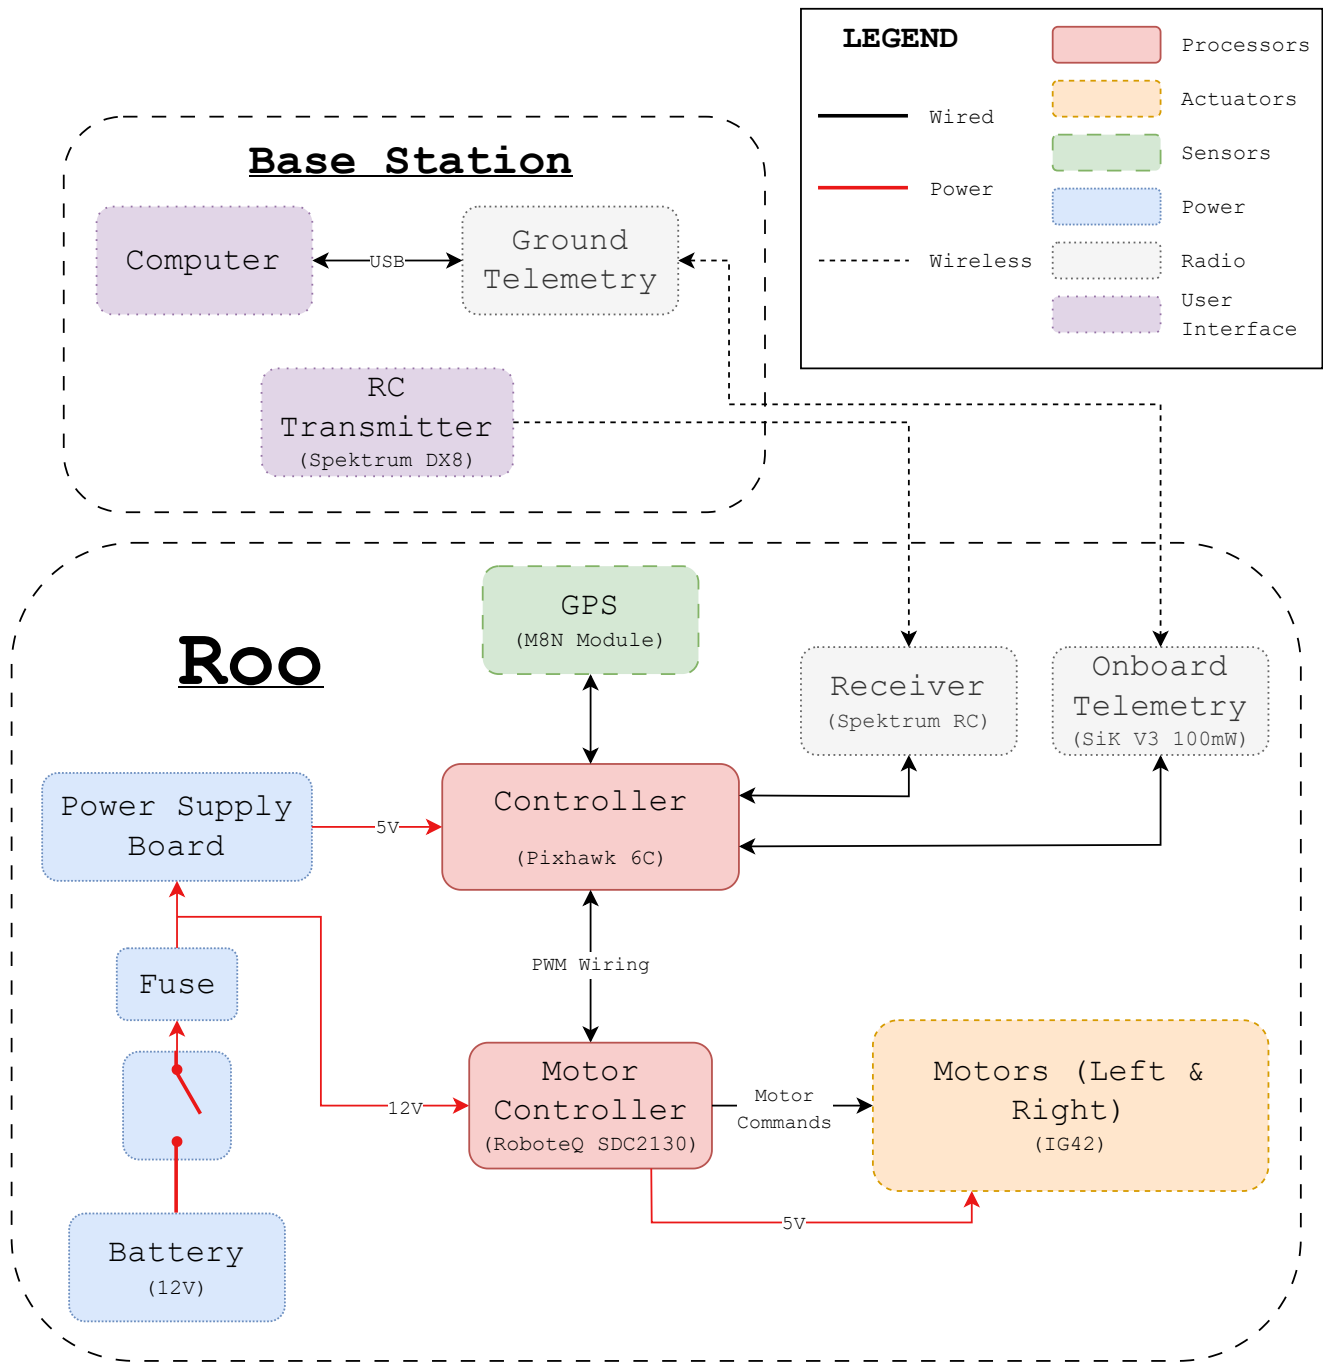 LEGEND
Wired
Power
Wireless
Processors
Actuators
Sensors
Power
Radio
User
Interface
Base Station
Computer
USB
Ground
Telemetry
RC
Transmitter
(Spektrum DX8)
Roo
GPS
(M8N Module)
Receiver
(Spektrum RC)
Onboard
Telemetry
(SiK V3 100mW)
Power Supply
Board
5V
Controller
(Pixhawk 6C)
Fuse
PWM Wiring
12V
Motor
Controller
(RoboteQ SDC2130)
Motor
Commands
Motors (Left &
Right)
(IG42)
5V
Battery
(12V)